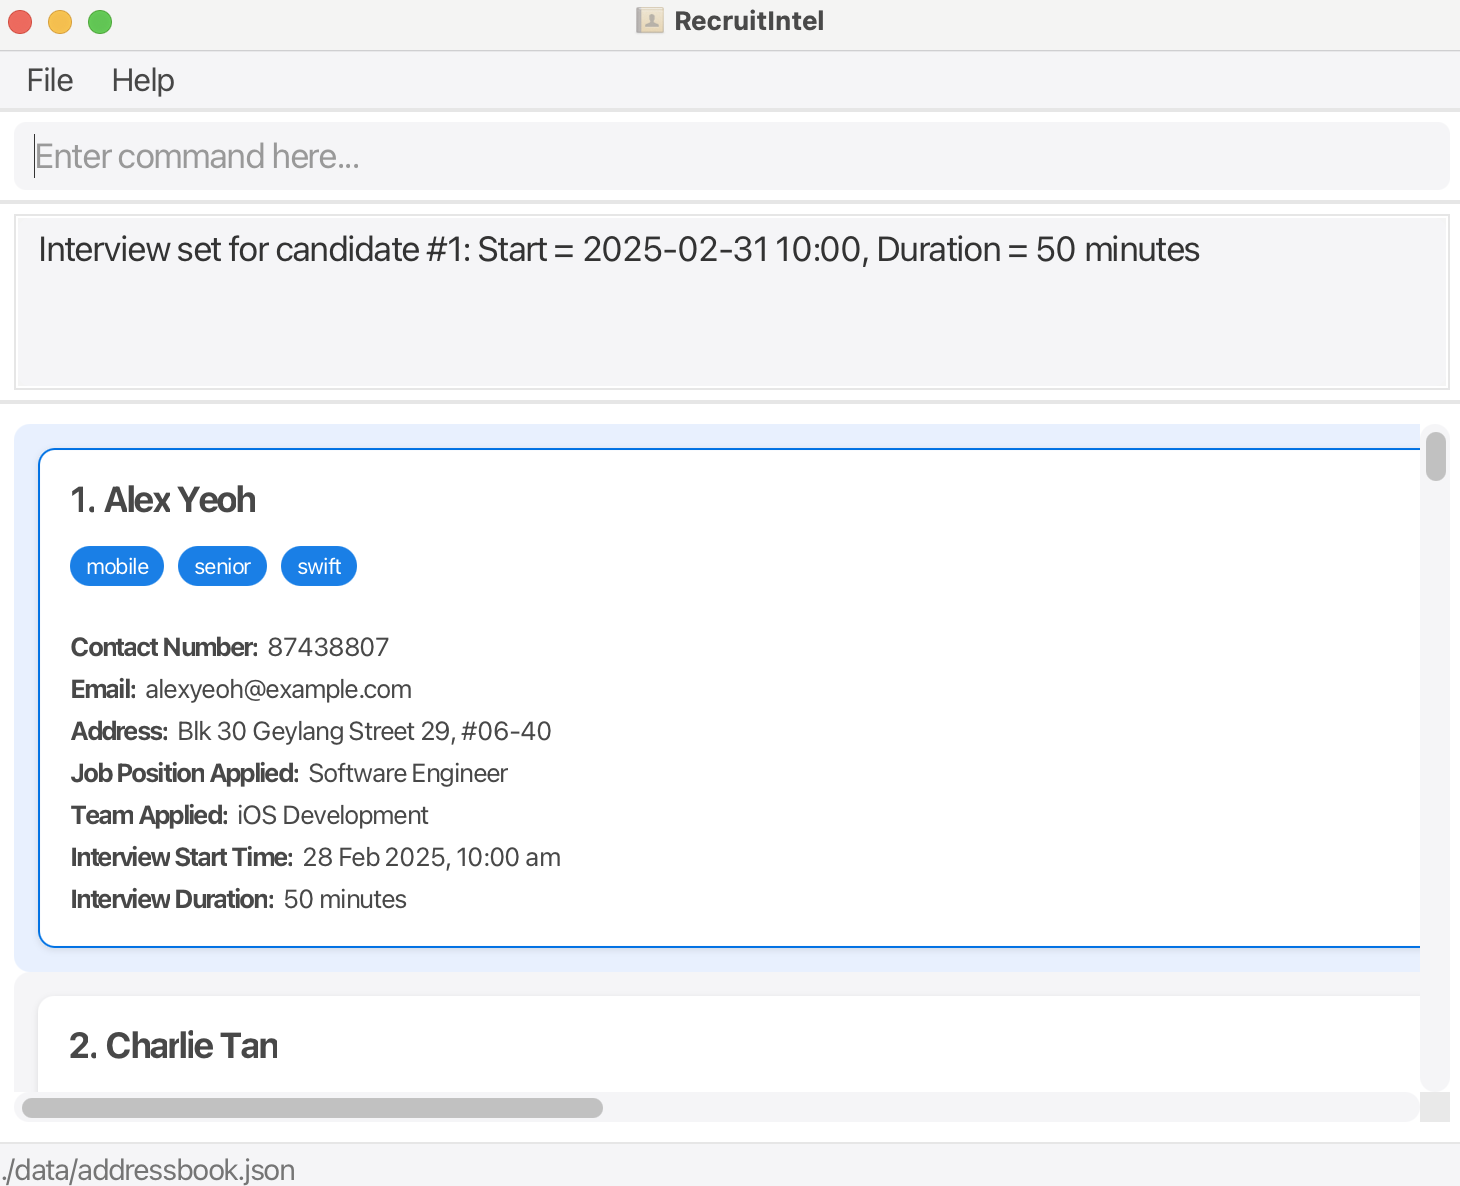 RecruitIntel
File Help
Enter command here...
Interview set for candidate #1: Start = 2025-02-31 10:00, Duration = 50 minutes
1. Alex Yeoh
mobile senior swift
Contact Number: 87438807
Email: alexyeoh@example.com
Address: Blk 30 Geylang Street 29, #06-40
Job Position Applied: Software Engineer
Team Applied: iOS Development
Interview Start Time: 28 Feb 2025, 10:00 am
Interview Duration: 50 minutes
2. Charlie Tan
./data/addressbook.json